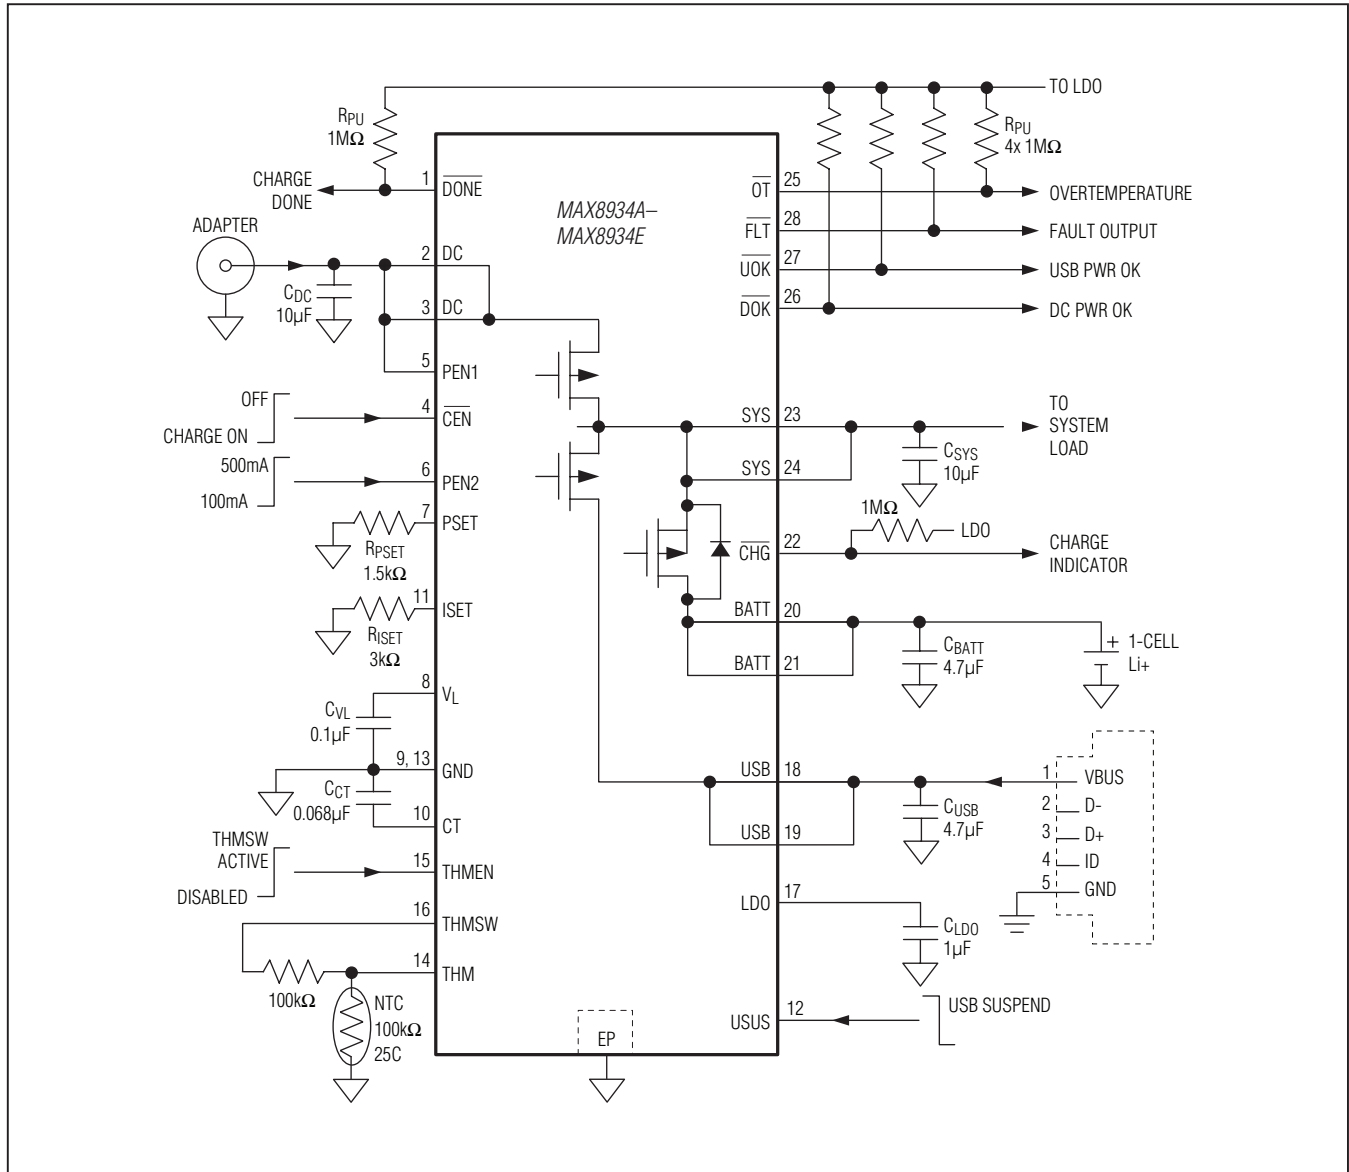 TO LDO
RPU
1MΩ
RPU
4x 1MΩ
CHARGE
DONE
1
DONE
MAX8934A–
MAX8934E
OT
25
OVERTEMPERATURE
FLT
28
FAULT OUTPUT
UOK
27
USB PWR OK
DOK
26
DC PWR OK
ADAPTER
2
DC
CDC
10µF
3
DC
5
PEN1
OFF
CHARGE ON
4
CEN
500mA
100mA
6
PEN2
7
PSET
RPSET
1.5kΩ
11
ISET
RISET
3kΩ
8
VL
CVL
0.1µF
9, 13
GND
CCT
0.068µF
10
CT
THMSW
ACTIVE
DISABLED
15
THMEN
16
THMSW
14
THM
100kΩ
NTC
100kΩ
25C
EP
SYS
23
TO
SYSTEM
LOAD
SYS
24
CSYS
10µF
1MΩ
LDO
CHG
22
CHARGE
INDICATOR
BATT
20
BATT
21
CBATT
4.7µF
+
1-CELL
Li+
USB
18
USB
19
CUSB
4.7µF
1
VBUS
2
D-
3
D+
4
ID
5
GND
LDO
17
CLDO
1µF
USUS
12
USB SUSPEND